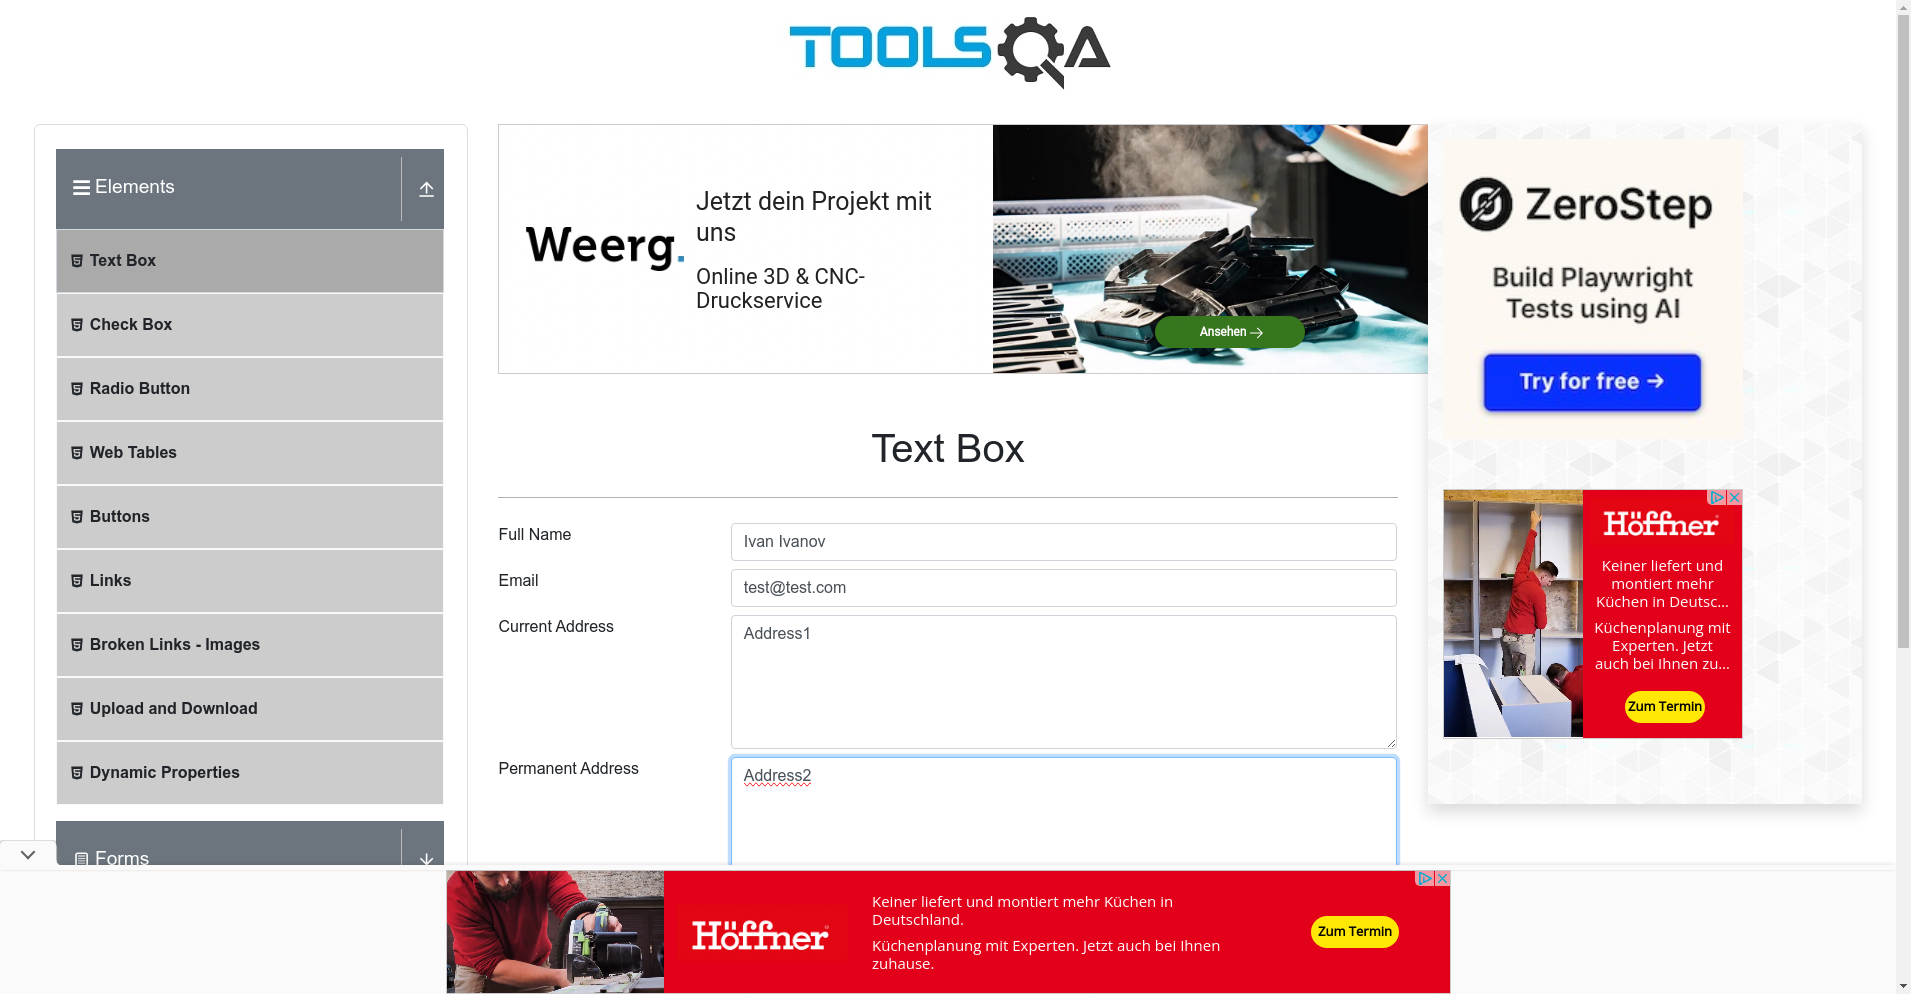 TOOLSQA
Elements
Text Box
Check Box
Radio Button
Web Tables
Buttons
Links
Broken Links - Images
Upload and Download
Dynamic Properties
Forms
Weerg.
Jetzt dein Projekt mit
uns
Online 3D & CNC-
Druckservice
Ansehen
Text Box
Full Name
Ivan Ivanov
Email
test@test.com
Current Address
Address1
Permanent Address
Address2
ZeroStep
Build Playwright
Tests using AI
Try for free →
Höffner
Keiner liefert und
montiert mehr
Küchen in Deutsc...
Küchenplanung mit
Experten. Jetzt
auch bei Ihnen zu...
Zum Termin
Höffner
Keiner liefert und montiert mehr Küchen in
Deutschland.
Küchenplanung mit Experten. Jetzt auch bei Ihnen
zuhause.
Zum Termin